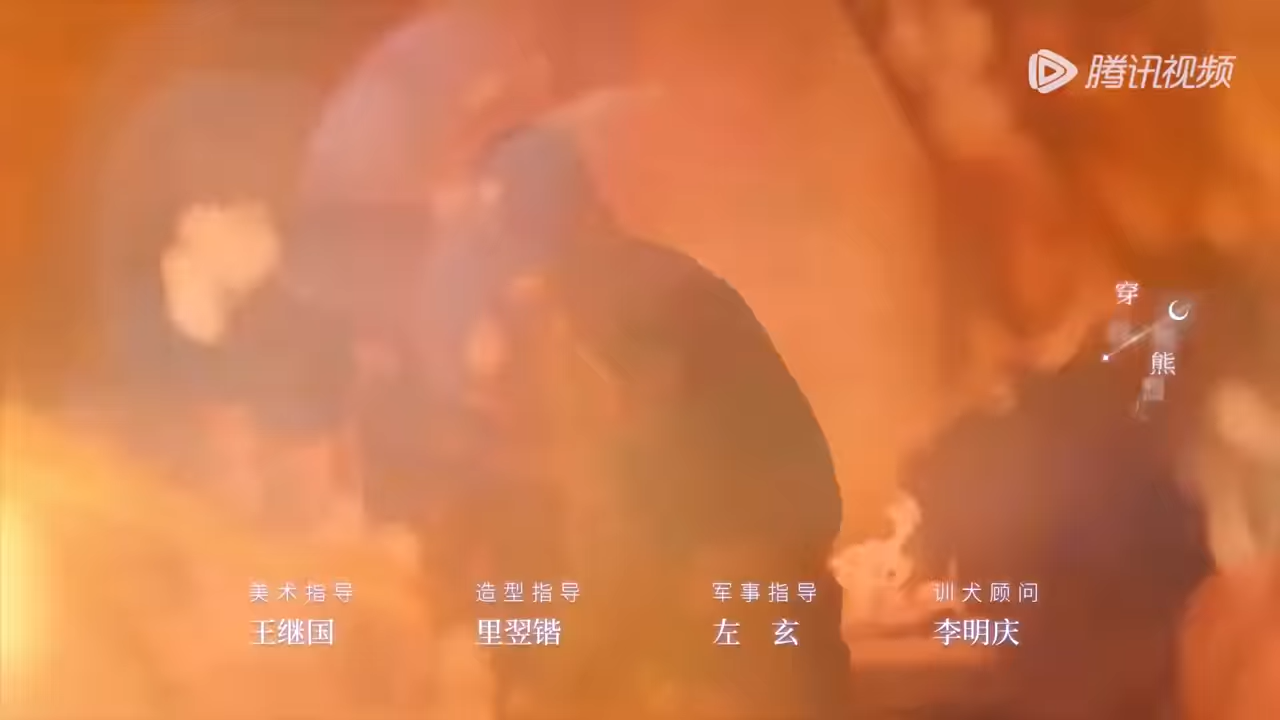 腾讯视频
穿
熊
美术指导 造型指导 军事指导 训犬顾问
王继国 里翌锴 左 玄 李明庆